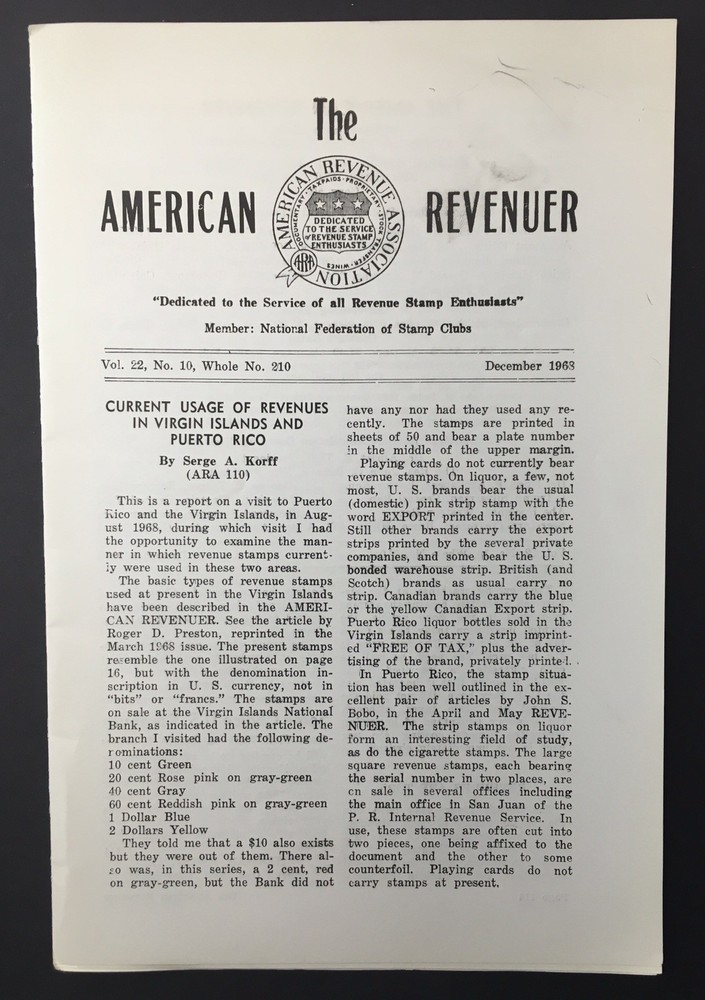 The
AMERICAN REVENUER
AMERICAN REVENUE ASSOCIATION
DOCUMENTARY · TAXPAIDS · PROPRIETARY · STOCK TRANSFER · WINES
DEDICATED
TO THE SERVICE
of REVENUE STAMP
ENTHUSIASTS
ARA
"Dedicated to the Service of all Revenue Stamp Enthusiasts"
Member: National Federation of Stamp Clubs
Vol. 22, No. 10, Whole No. 210 December 1968
CURRENT USAGE OF REVENUES
IN VIRGIN ISLANDS AND
PUERTO RICO
By Serge A. Korff
(ARA 110)
This is a report on a visit to Puerto
Rico and the Virgin Islands, in Aug-
ust 1968, during which visit I had
the opportunity to examine the man-
ner in which revenue stamps current-
ly were used in these two areas.
The basic types of revenue stamps
used at present in the Virgin Islands
have been described in the AMERI-
CAN REVENUER. See the article by
Roger D. Preston, reprinted in the
March 1968 issue. The present stamps
resemble the one illustrated on page
16, but with the denomination in-
scription in U. S. currency, not in
"bits" or "francs." The stamps are
on sale at the Virgin Islands National
Bank, as indicated in the article. The
branch I visited had the following de-
nominations:
10 cent Green
20 cent Rose pink on gray-green
40 cent Gray
60 cent Reddish pink on gray-green
1 Dollar Blue
2 Dollars Yellow
They told me that a $10 also exists
but they were out of them. There al-
so was, in this series, a 2 cent, red
on gray-green, but the Bank did not
have any nor had they used any re-
cently. The stamps are printed in
sheets of 50 and bear a plate number
in the middle of the upper margin.
Playing cards do not currently bear
revenue stamps. On liquor, a few, not
most, U. S. brands bear the usual
(domestic) pink strip stamp with the
word EXPORT printed in the center.
Still other brands carry the export
strips printed by the several private
companies, and some bear the U. S.
bonded warehouse strip. British (and
Scotch) brands as usual carry no
strip. Canadian brands carry the blue
or the yellow Canadian Export strip.
Puerto Rico liquor bottles sold in the
Virgin Islands carry a strip imprint-
ed "FREE OF TAX," plus the adver-
tising of the brand, privately printed.
In Puerto Rico, the stamp situa-
tion has been well outlined in the ex-
cellent pair of articles by John S.
Bobo, in the April and May REVE-
NUER. The strip stamps on liquor
form an interesting field of study,
as do the cigarette stamps. The large
square revenue stamps, each bearing
the serial number in two places, are
on sale in several offices including
the main office in San Juan of the
P. R. Internal Revenue Service. In
use, these stamps are often cut into
two pieces, one being affixed to the
document and the other to some
counterfoil. Playing cards do not
carry stamps at present.